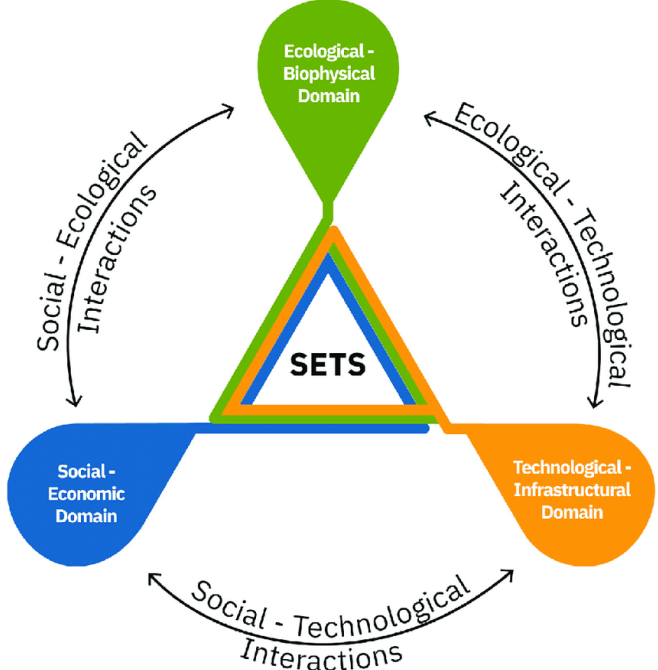 Ecological -
Biophysical
Domain
Social - Ecological
Interactions
Ecological - Technological
Interactions
SETS
Social -
Economic
Domain
Technological -
Infrastructural
Domain
Social - Technological
Interactions